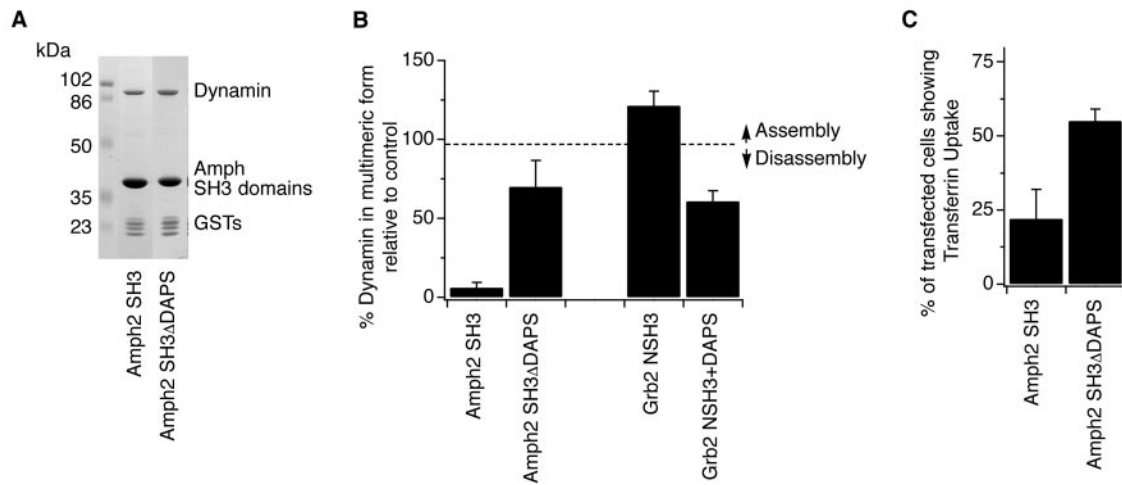 A
kDa
102
86
50
35
23
Dynamin
Amph
SH3 domains
GSTs
Amph2 SH3
Amph2 SH3ΔDAPS
B
% Dynamin in multimeric form
relative to control
150
100
50
0
Assembly
Disassembly
Amph2 SH3
Amph2 SH3ΔDAPS
Grb2 NSH3
Grb2 NSH3+DAPS
C
% of transfected cells showing
Transferrin Uptake
75
50
25
0
Amph2 SH3
Amph2 SH3ΔDAPS